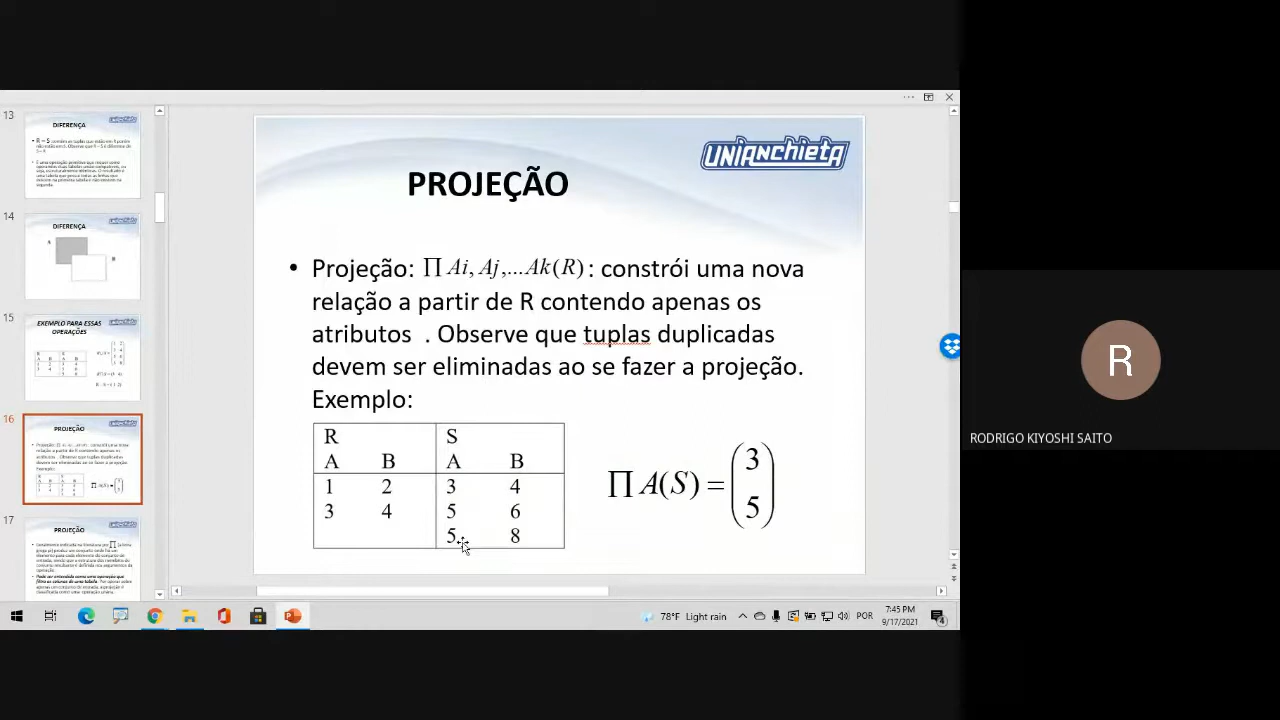 13
DIFERENÇA
14
DIFERENÇA
A
B
15
EXEMPLO PARA ESSAS
OPERAÇÕES
16
PROJEÇÃO
17
PROJEÇÃO
UNIANCHIETA
PROJEÇÃO
• Projeção: ∏ Ai, Aj,...Ak(R) : constrói uma nova
relação a partir de R contendo apenas os
atributos . Observe que tuplas duplicadas
devem ser eliminadas ao se fazer a projeção.
Exemplo:
R S
A B A B
1 2 3 4
3 4 5 6
5 8
∏ A(S) = (3
5)
R
RODRIGO KIYOSHI SAITO
78°F Light rain
POR
7:45 PM
9/17/2021
4